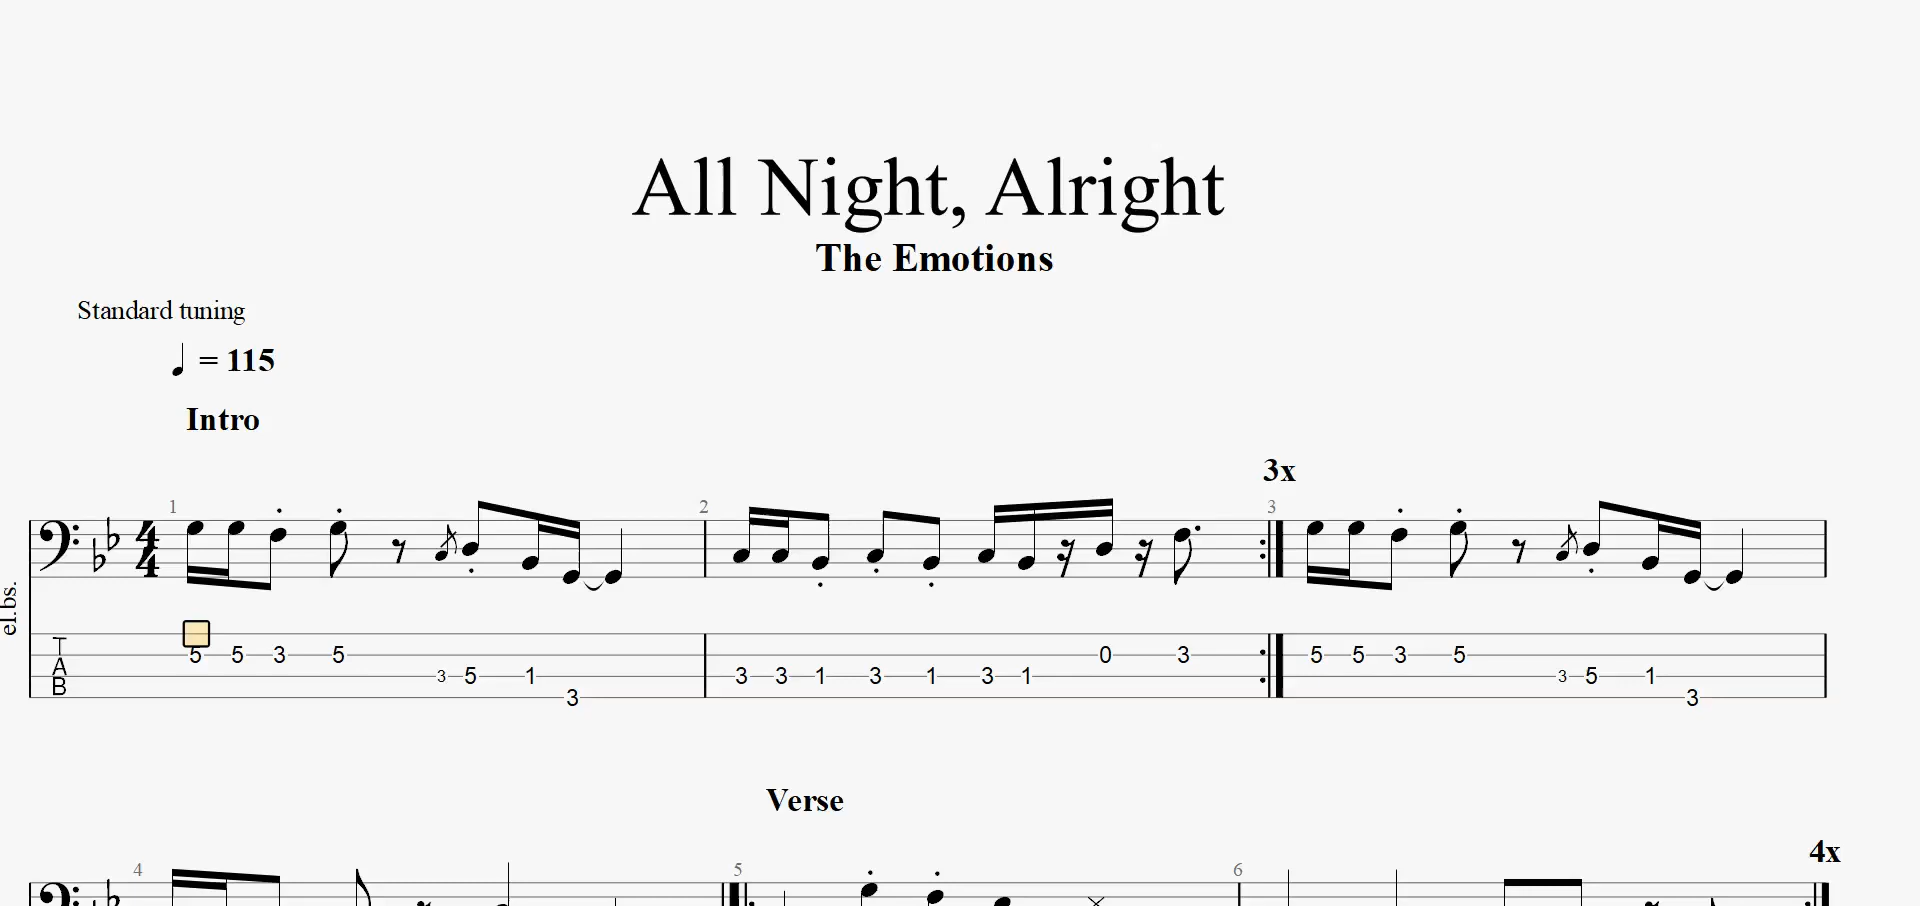 All Night, Alright
The Emotions
Standard tuning
= 115
Intro
3x
1 2 3
4
4
el.bs.
T
A
B
5 5 3 5 0 3 5 5 3 5
3 5 1 3 3 1 3 1 3 1 3 5 1
3 3
Verse
4x
4 5 6